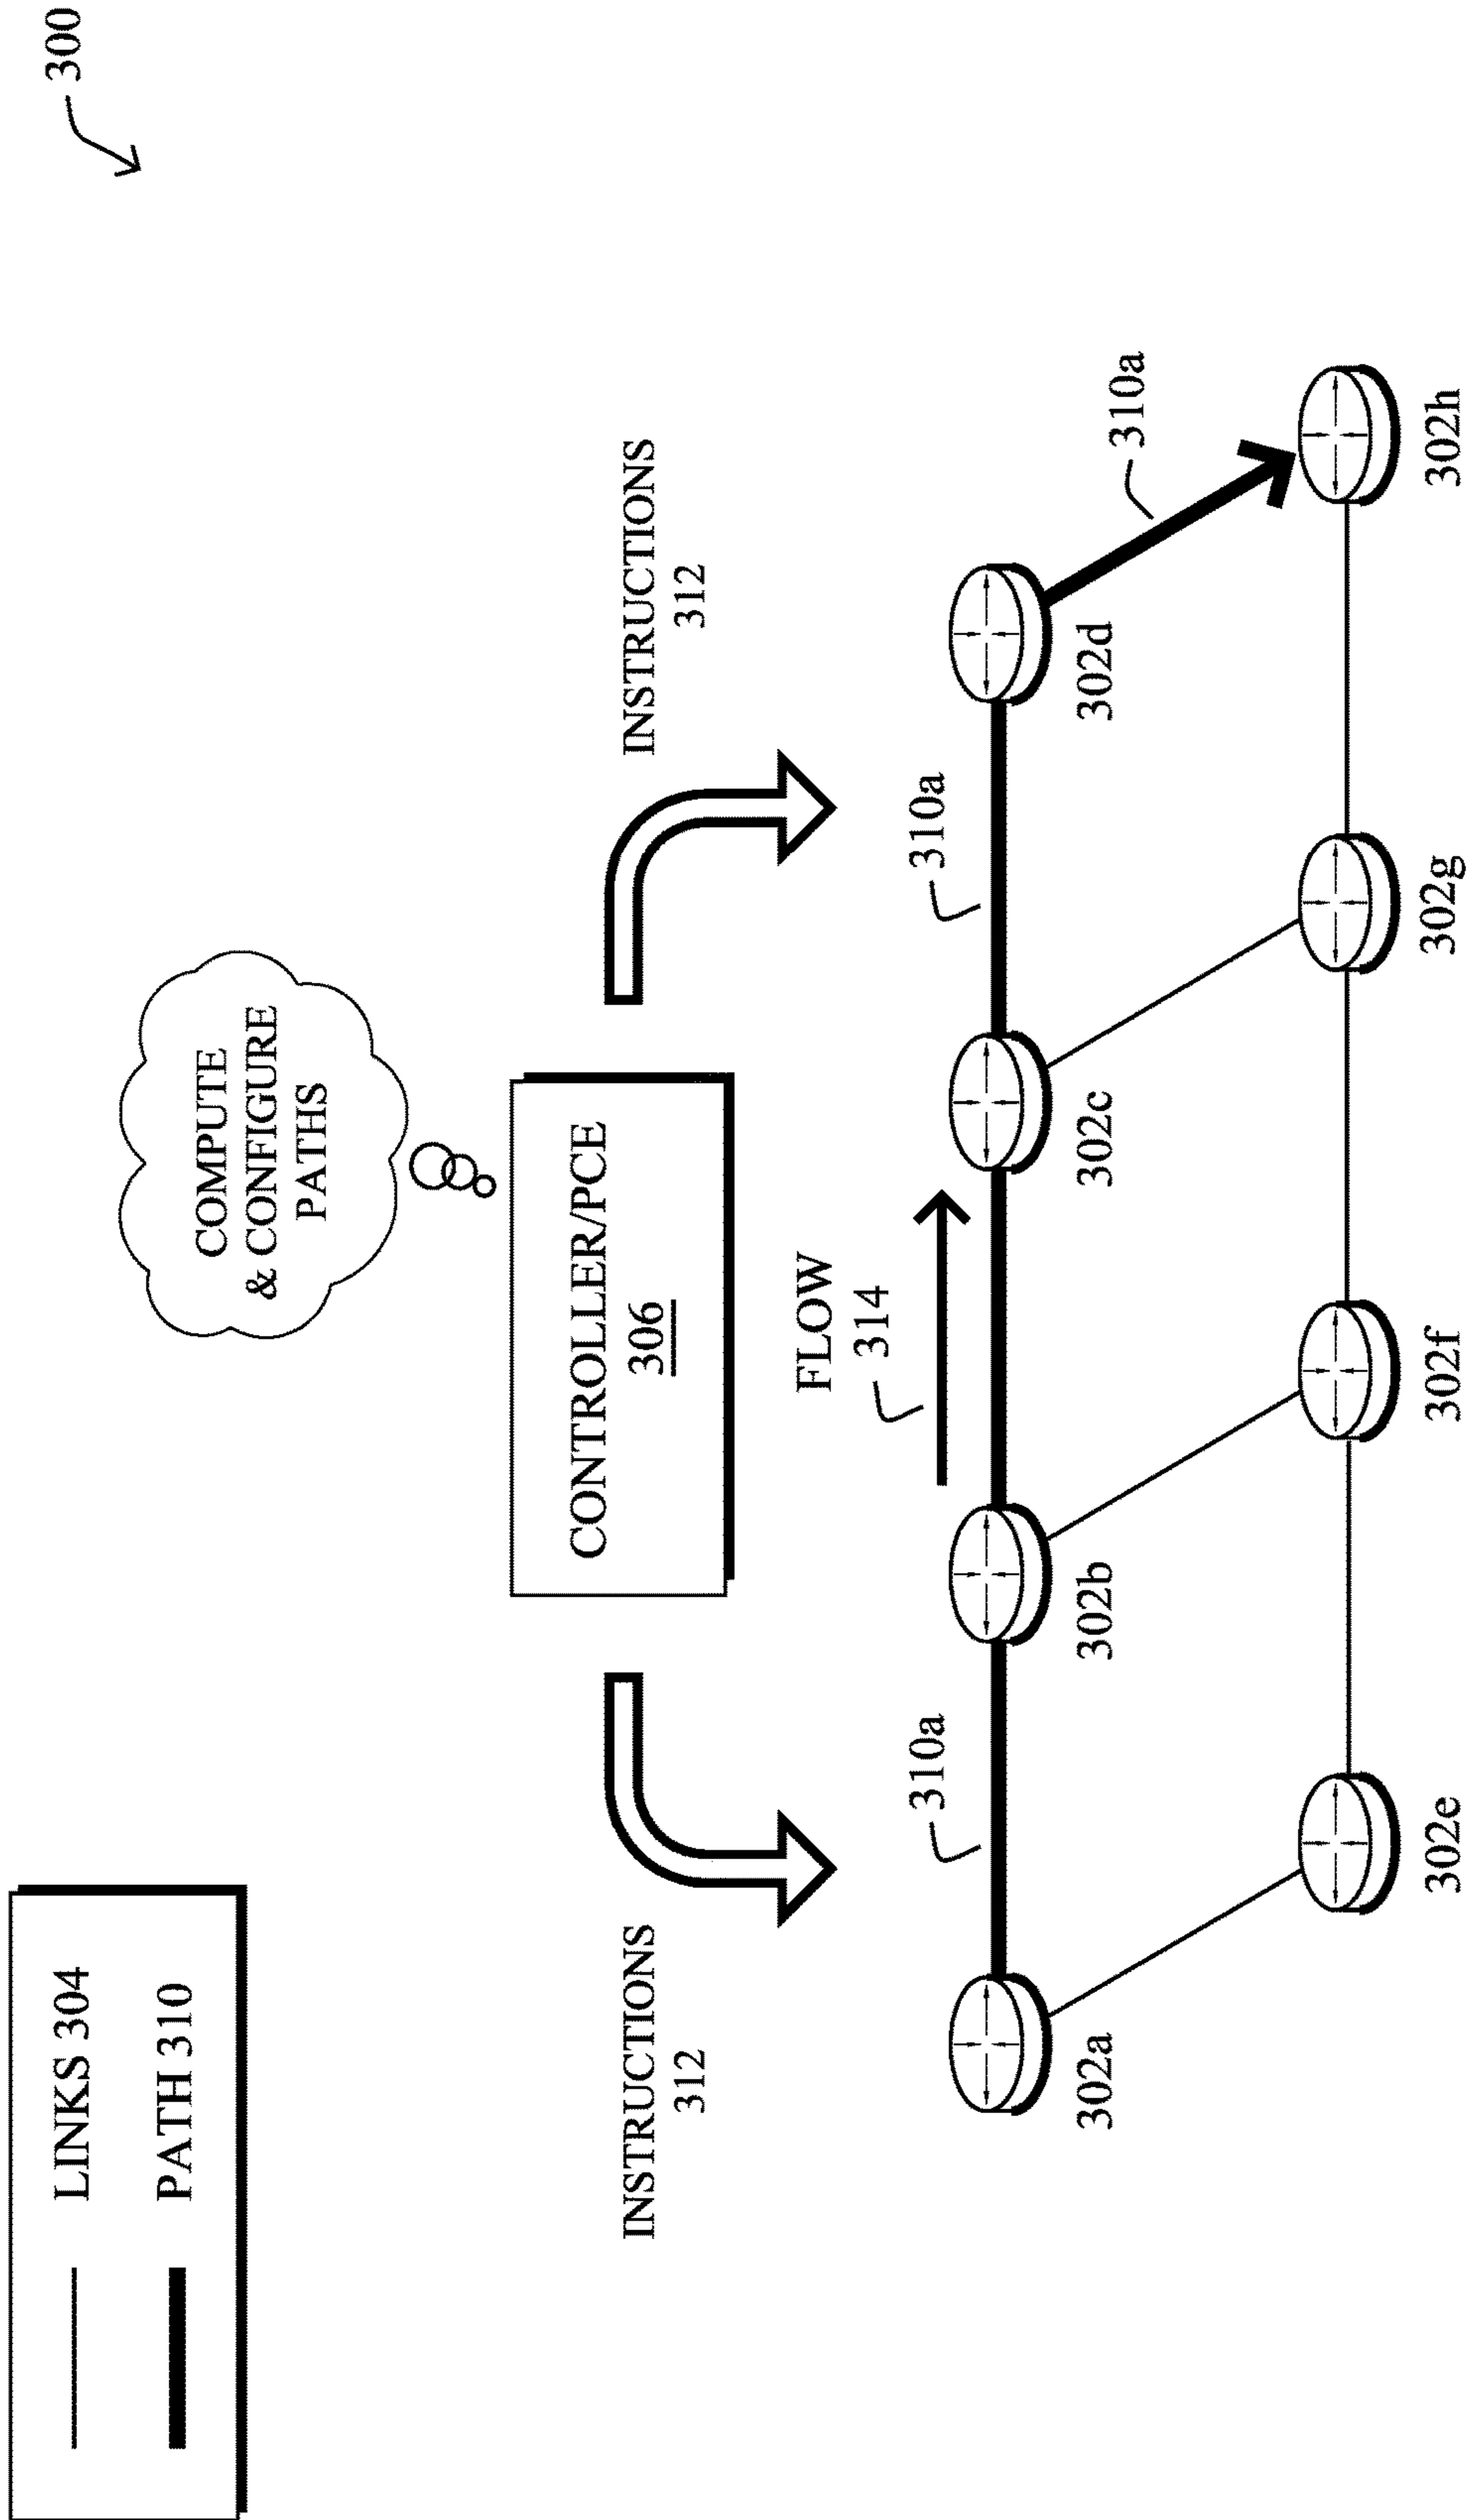 300
LINKS 304
PATH 310
COMPUTE
& CONFIGURE
PATHS
CONTROLLER/PCE
306
INSTRUCTIONS
312
INSTRUCTIONS
312
FLOW
314
310a
310a
310a
302a
302b
302c
302d
302e
302f
302g
302h